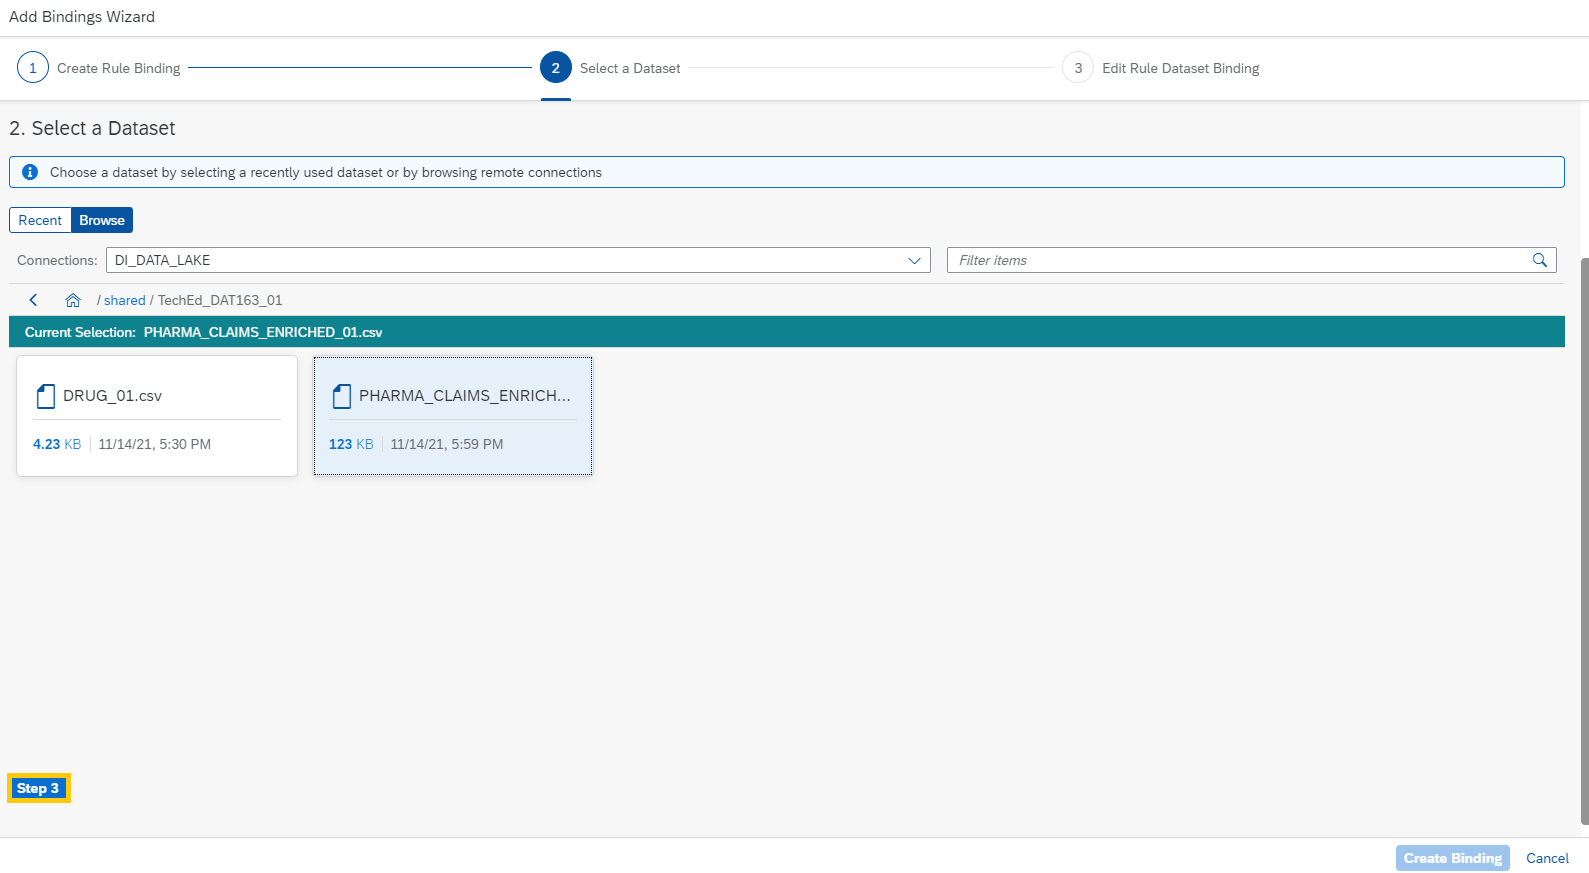 Add Bindings Wizard
1 Create Rule Binding 2 Select a Dataset 3 Edit Rule Dataset Binding
2. Select a Dataset
Choose a dataset by selecting a recently used dataset or by browsing remote connections
Recent Browse
Connections: DI_DATA_LAKE Filter items
/ shared / TechEd_DAT163_01
Current Selection: PHARMA_CLAIMS_ENRICHED_01.csv
DRUG_01.csv
4.23 KB 11/14/21, 5:30 PM
PHARMA_CLAIMS_ENRICH...
123 KB 11/14/21, 5:59 PM
Step 3
Create Binding Cancel